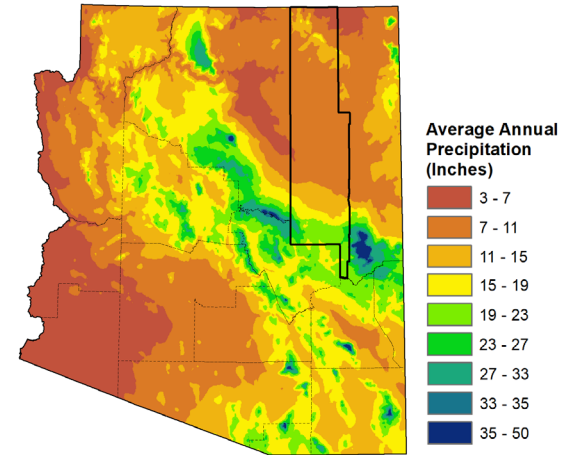 Average Annual
Precipitation
(Inches)
3 - 7
7 - 11
11 - 15
15 - 19
19 - 23
23 - 27
27 - 33
33 - 35
35 - 50